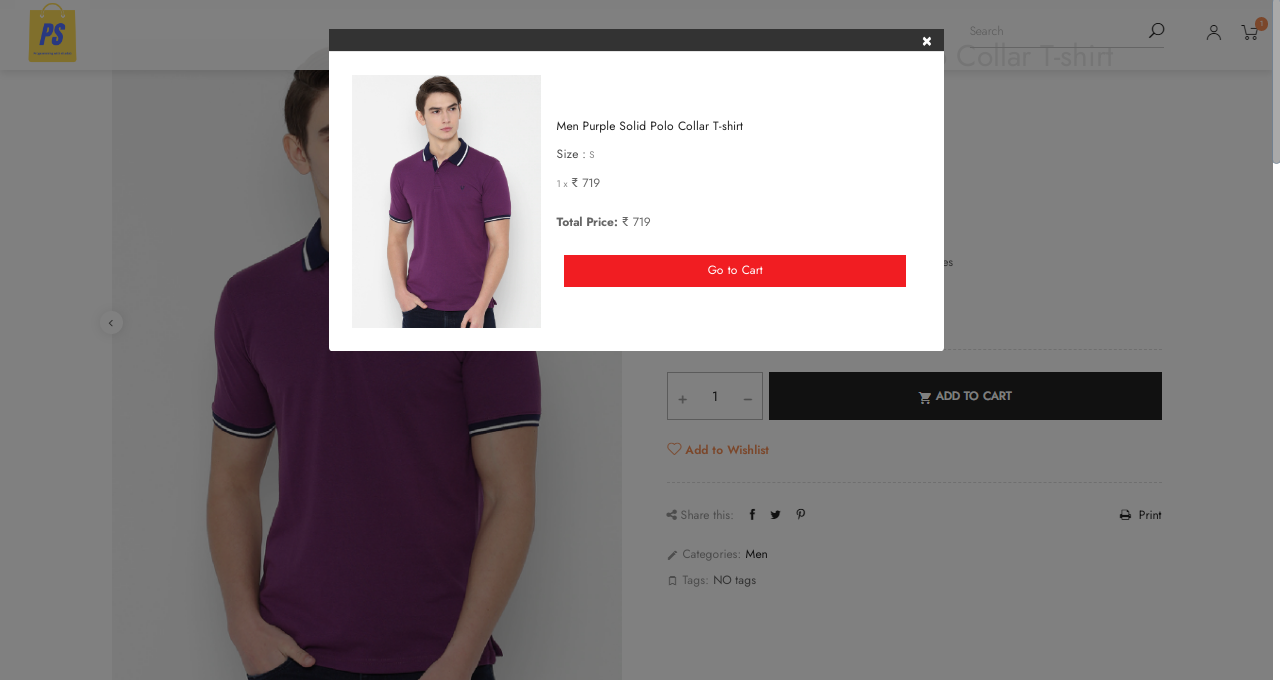 PS
Search
1
Collar T-shirt
Men Purple Solid Polo Collar T-shirt
Size : S
1 x ₹ 719
Total Price: ₹ 719
Go to Cart
1
ADD TO CART
Add to Wishlist
Share this:
Print
Categories: Men
Tags: NO tags